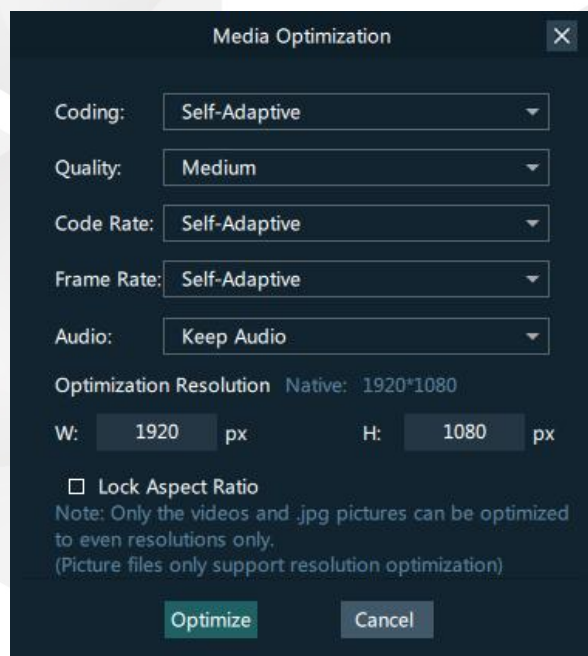 Media Optimization
Coding: Self-Adaptive
Quality: Medium
Code Rate: Self-Adaptive
Frame Rate: Self-Adaptive
Audio: Keep Audio
Optimization Resolution Native: 1920*1080
W: 1920 px H: 1080 px
Lock Aspect Ratio
Note: Only the videos and .jpg pictures can be optimized
to even resolutions only.
(Picture files only support resolution optimization)
Optimize Cancel